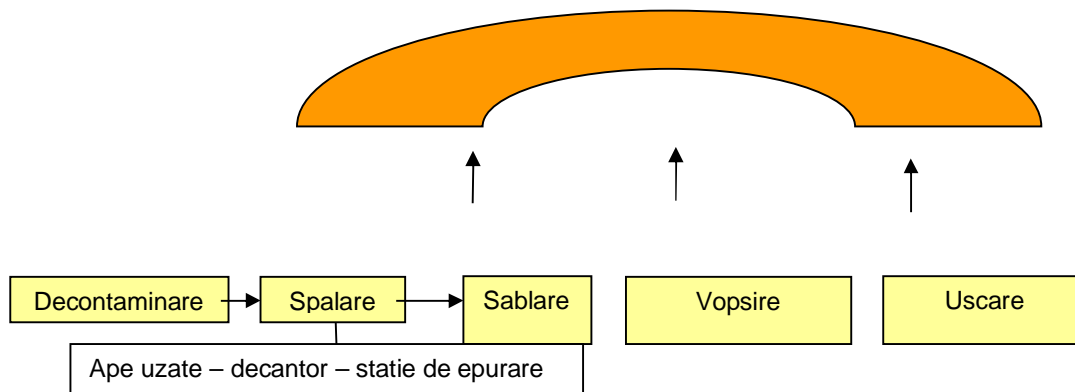 Decontaminare
Spalare
Sablare
Vopsire
Uscare
Ape uzate – decantor – statie de epurare